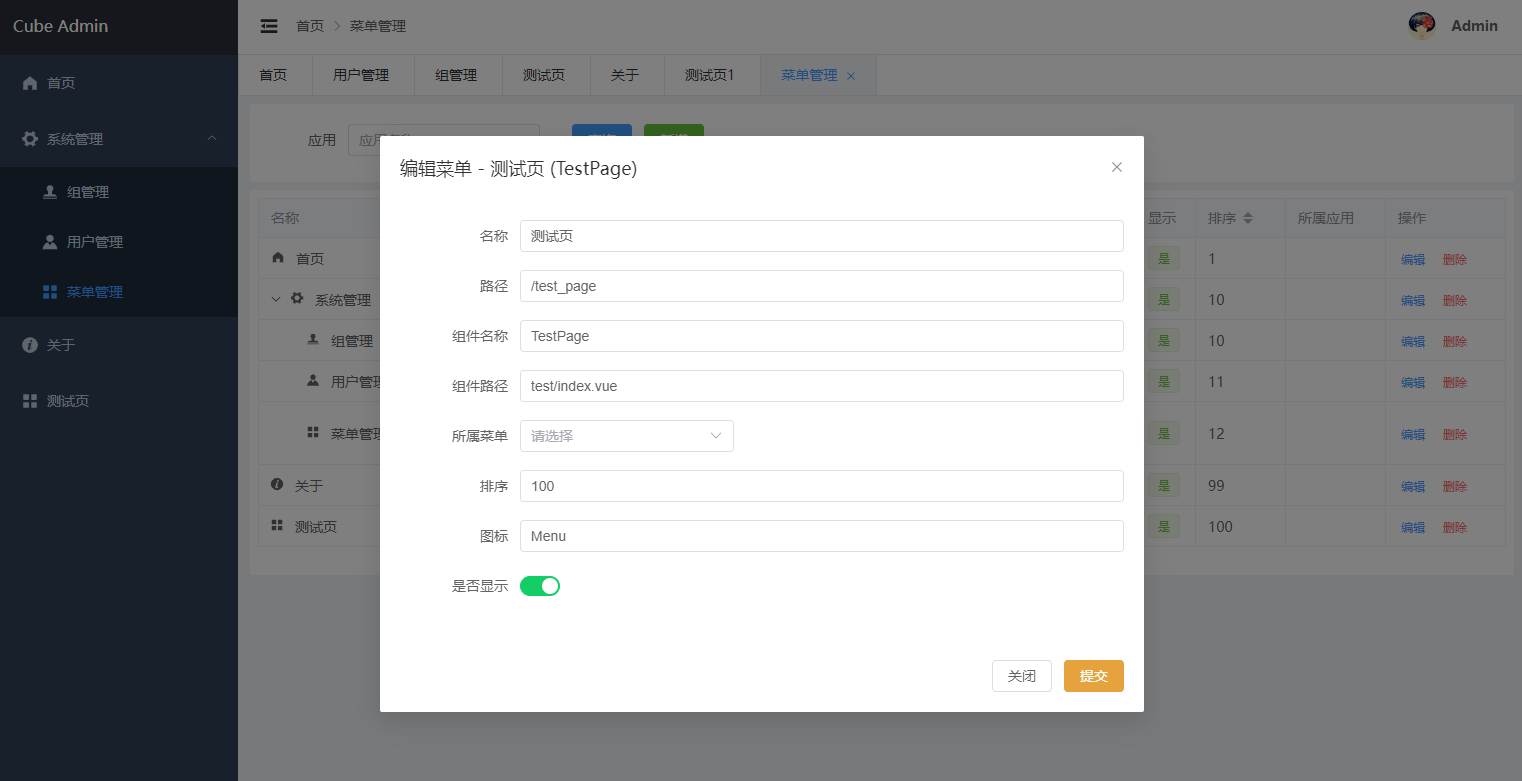 Cube Admin
首页 > 菜单管理
Admin
首页
用户管理
组管理
测试页
关于
测试页1
菜单管理 ×
首页
系统管理
组管理
用户管理
菜单管理
关于
测试页
应用
名称 显示 排序 所属应用 操作
首页 是 1 编辑 删除
系统管理 是 10 编辑 删除
组管理 是 10 编辑 删除
用户管理 是 11 编辑 删除
菜单管理 是 12 编辑 删除
关于 是 99 编辑 删除
测试页 是 100 编辑 删除
编辑菜单 - 测试页 (TestPage)
名称 测试页
路径 /test_page
组件名称 TestPage
组件路径 test/index.vue
所属菜单 请选择
排序 100
图标 Menu
是否显示
关闭 提交